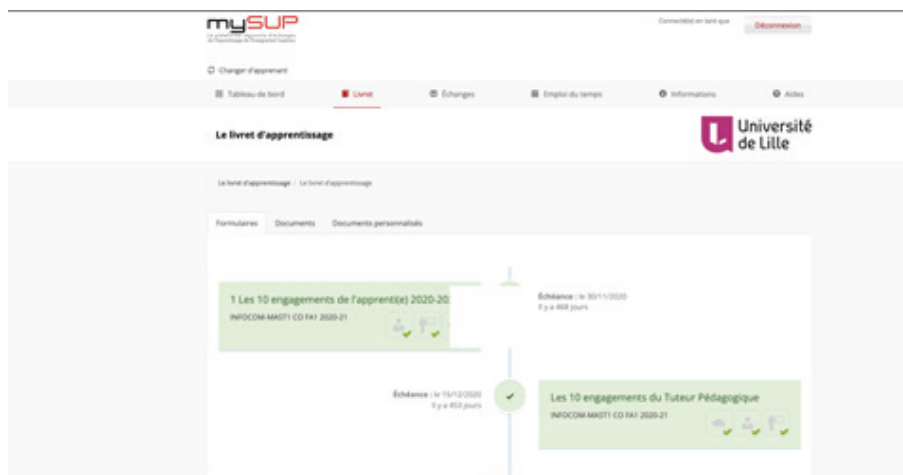 mySUP
Connecté(e) en tant que
Déconnexion
Changer d'apprenant
Tableau de bord
Livret
Échanges
Emploi du temps
Informations
Aides
Le livret d'apprentissage
Université
de Lille
Le livret d'apprentissage / Le livret d'apprentissage
Formulaires
Documents
Documents personnalisés
1 Les 10 engagements de l'apprenti(e) 2020-20
INFOCOM-MAST1 CO FA1 2020-21
Échéance : le 30/11/2020
Il y a 468 jours
Échéance : le 15/12/2020
Il y a 453 jours
Les 10 engagements du Tuteur Pédagogique
INFOCOM-MAST1 CO FA1 2020-21